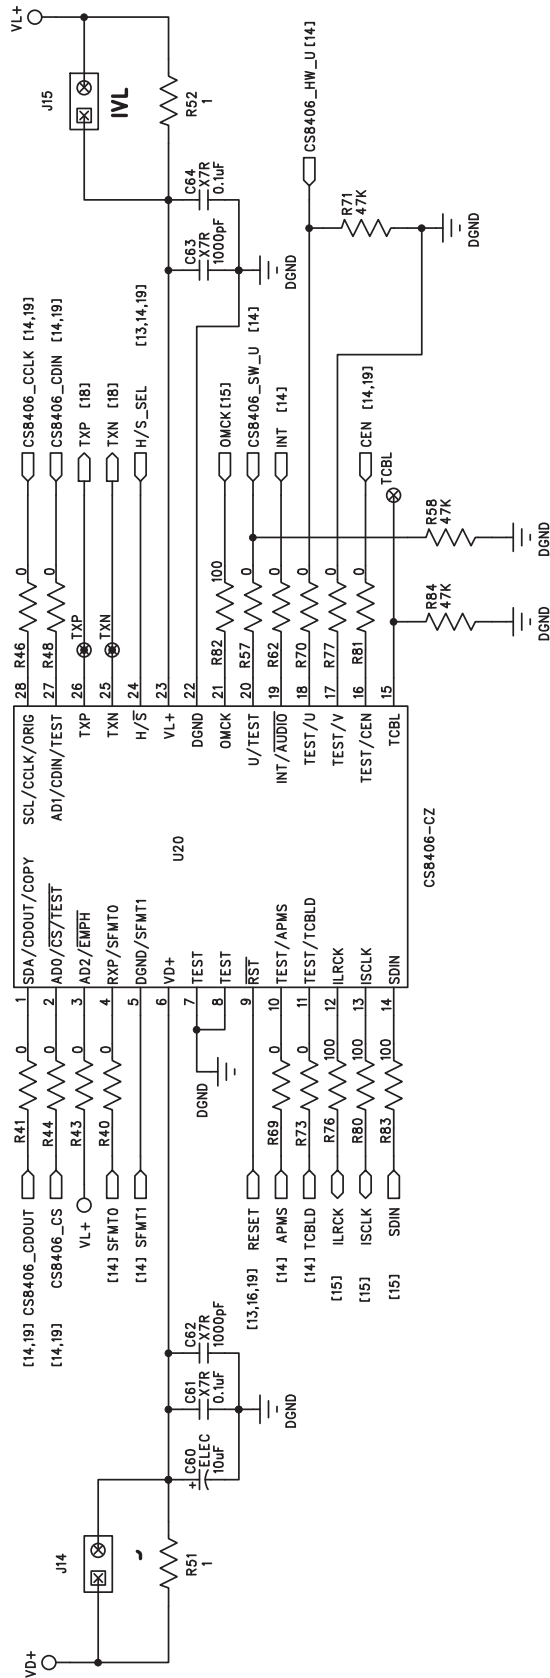 VL+
J15
IVL
R52
1
C64
X7R
0.1uF
C63
X7R
1000pF
DGND
CS8406_HW_U [14]
R71
47K
DGND
CS8406_CCLK [14,19]
CS8406_CDIN [14,19]
TXP [18]
TXN [18]
H/S_SEL [13,14,19]
OMCK [15]
CS8406_SW_U [14]
INT [14]
CEN [14,19]
TCBL
R58
47K
DGND
R84
47K
DGND
R46 0
R48 0
TXP
TXN
R82 100
R57 0
R62 0
R70 0
R77 0
R81 0
28 SCL/CCLK/ORIG
27 AD1/CDIN/TEST
26 TXP
25 TXN
24 H/S
23 VL+
22 DGND
21 OMCK
20 U/TEST
19 INT/AUDIO
18 TEST/U
17 TEST/V
16 TEST/CEN
15 TCBL
U20
CS8406-CZ
1 SDA/CDOUT/COPY
2 AD0/CS/TEST
3 AD2/EMPH
4 RXP/SFMT0
5 DGND/SFMT1
6 VD+
7 TEST
8 TEST
9 RST
10 TEST/APMS
11 TEST/TCBLD
12 ILRCK
13 ISCLK
14 SDIN
R41 0
R44 0
R43 0
R40 0
DGND
R69 0
R73 0
R76 100
R80 100
R83 100
[14,19] CS8406_CDOUT
[14,19] CS8406_CS
VL+
[14] SFMT0
[14] SFMT1
[13,16,19] RESET
[14] APMS
[14] TCBLD
[15] ILRCK
[15] ISCLK
[15] SDIN
C62
X7R
1000pF
C61
X7R
0.1uF
C60
ELEC
10uF
+
DGND
J14
R51
1
VD+